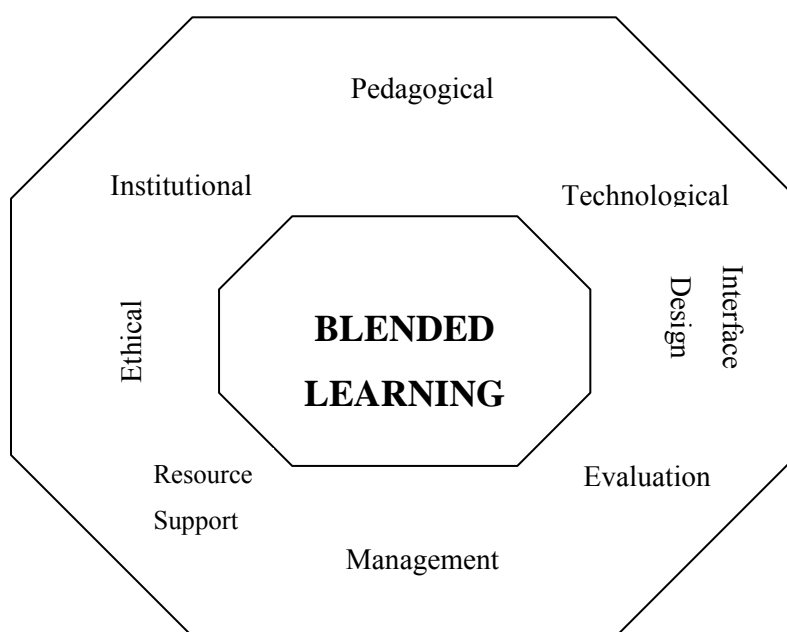 Pedagogical
Institutional
Technological
Interface
Design
Ethical
BLENDED
LEARNING
Resource
Support
Evaluation
Management